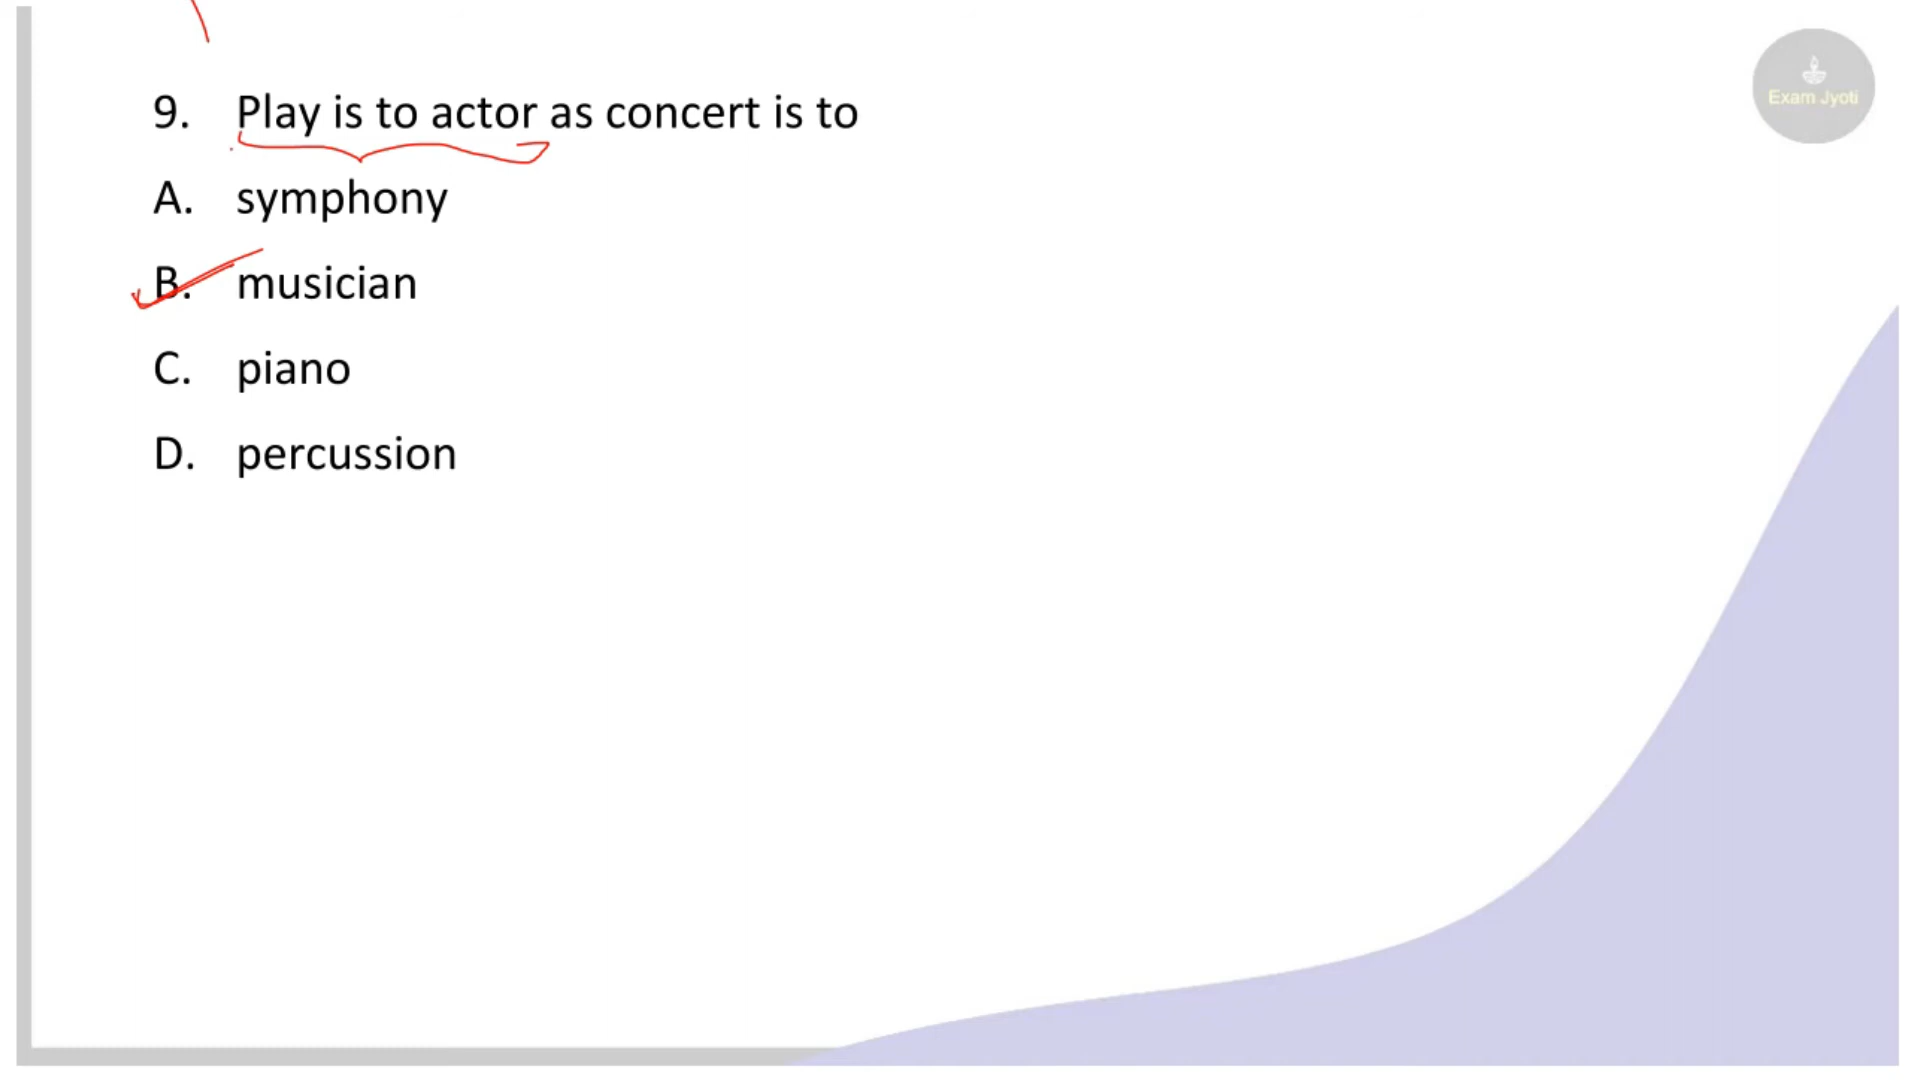 9. Play is to actor as concert is to
A. symphony
B. musician
C. piano
D. percussion
Exam Jyoti